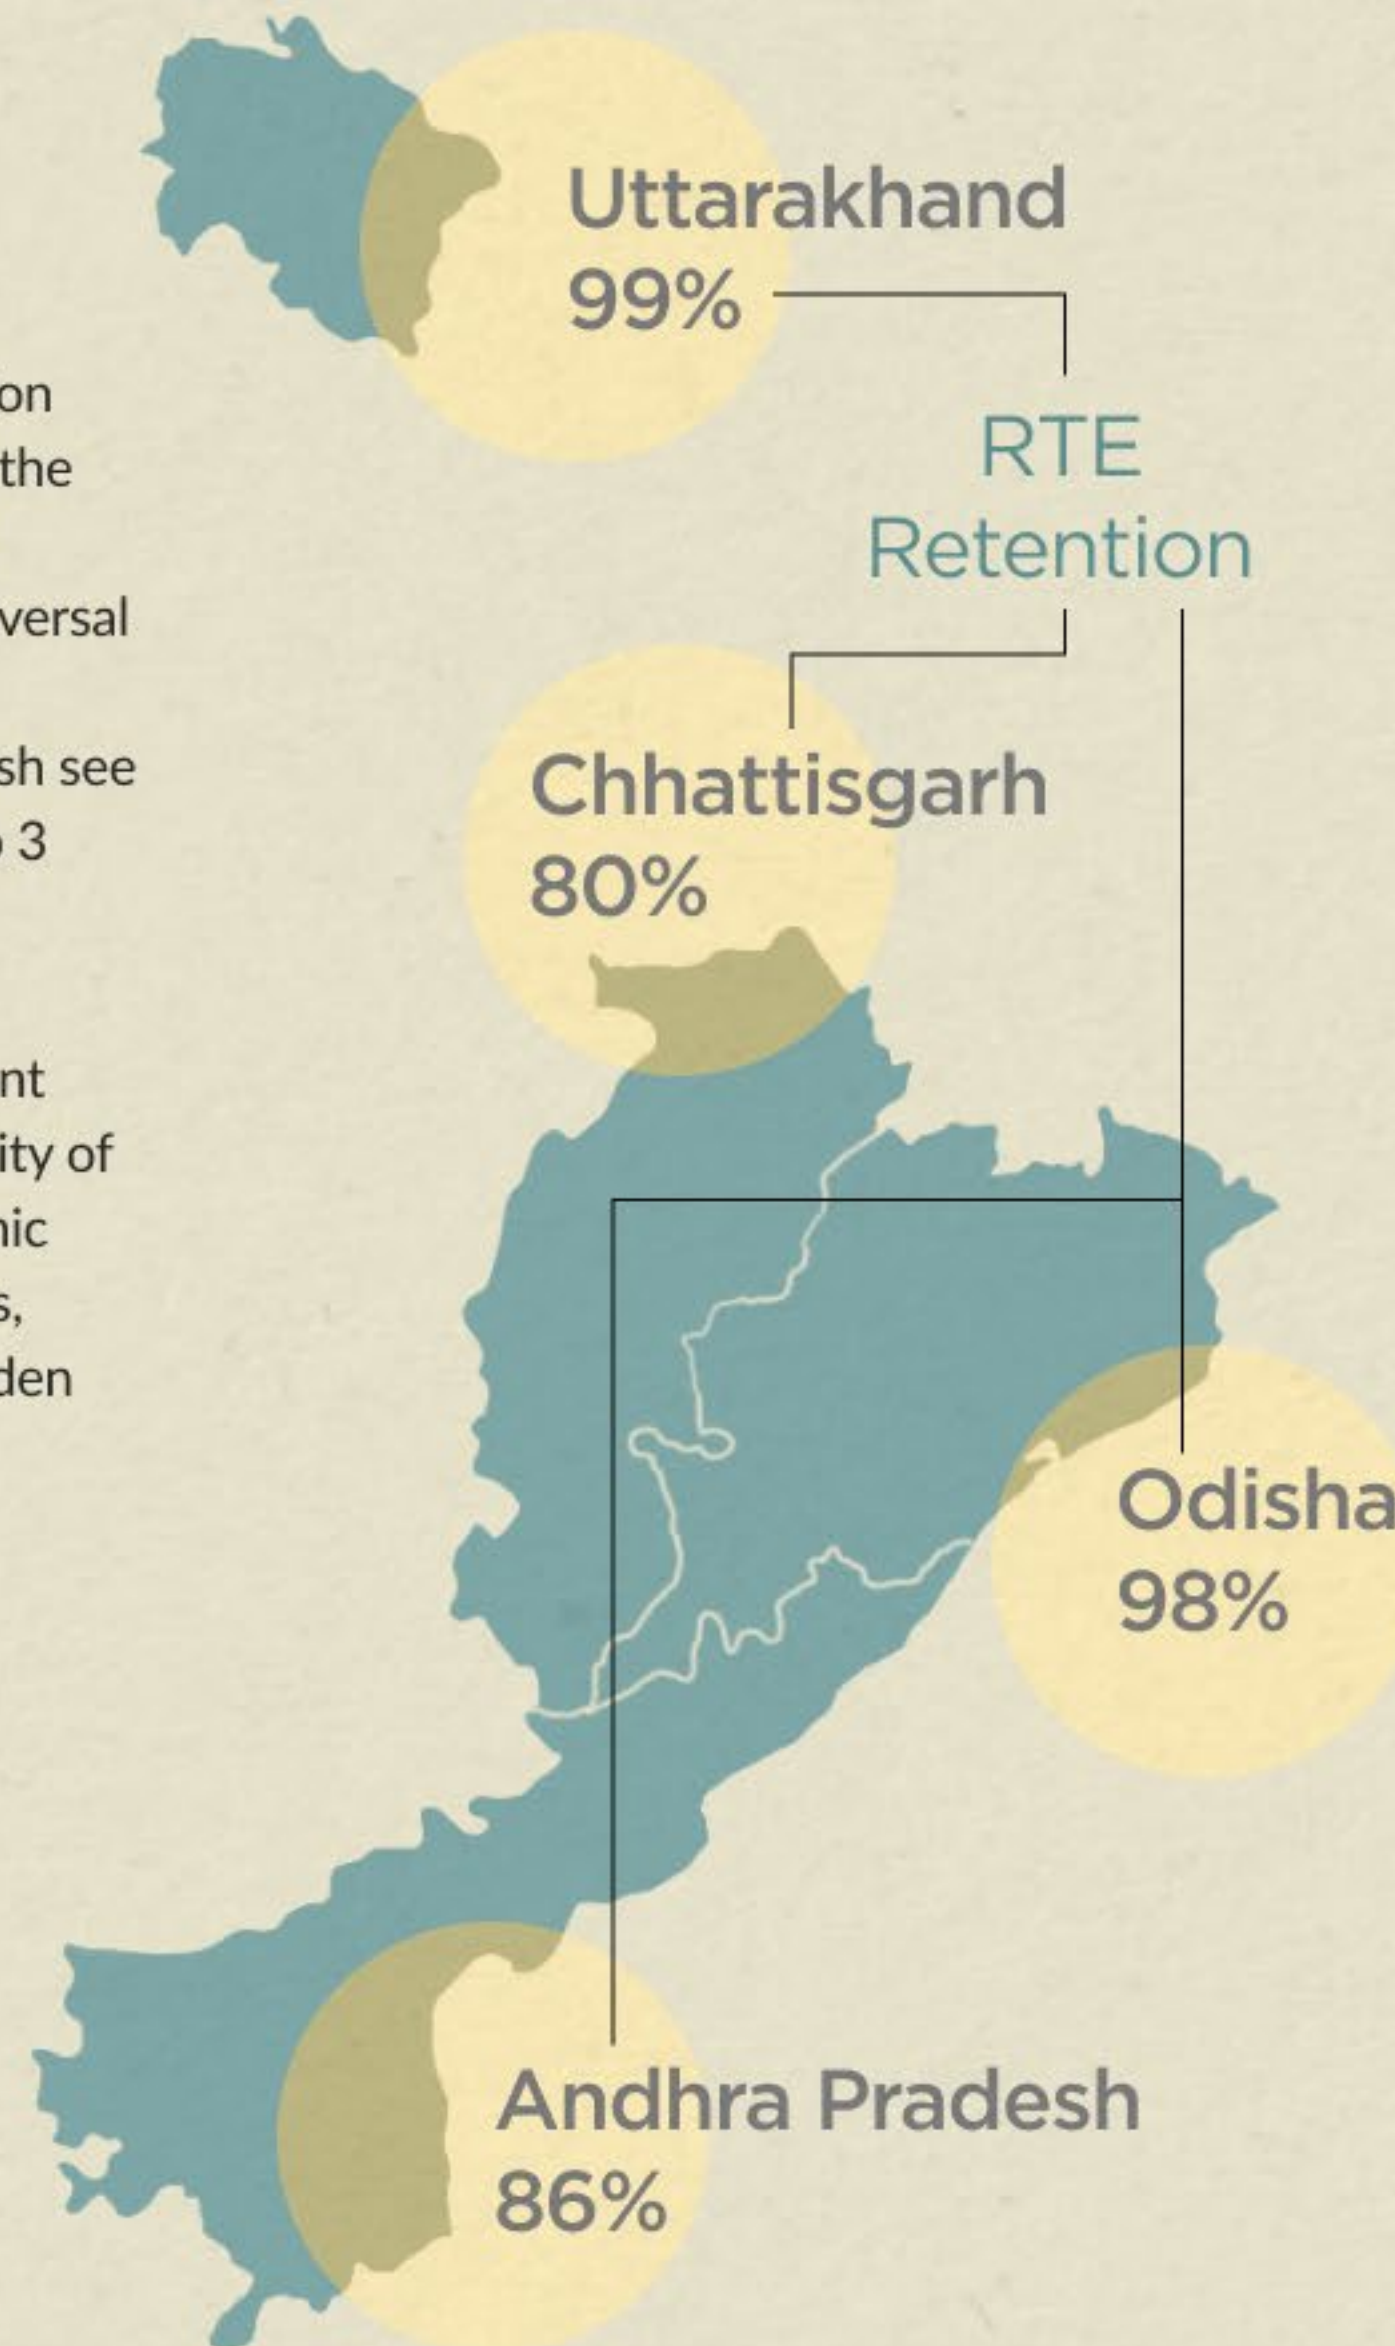 Uttarakhand
99%
on
the
RTE
Retention
versal
sh see
3
Chhattisgarh
80%
nt
ity of
nic
s,
den
Odisha
98%
Andhra Pradesh
86%